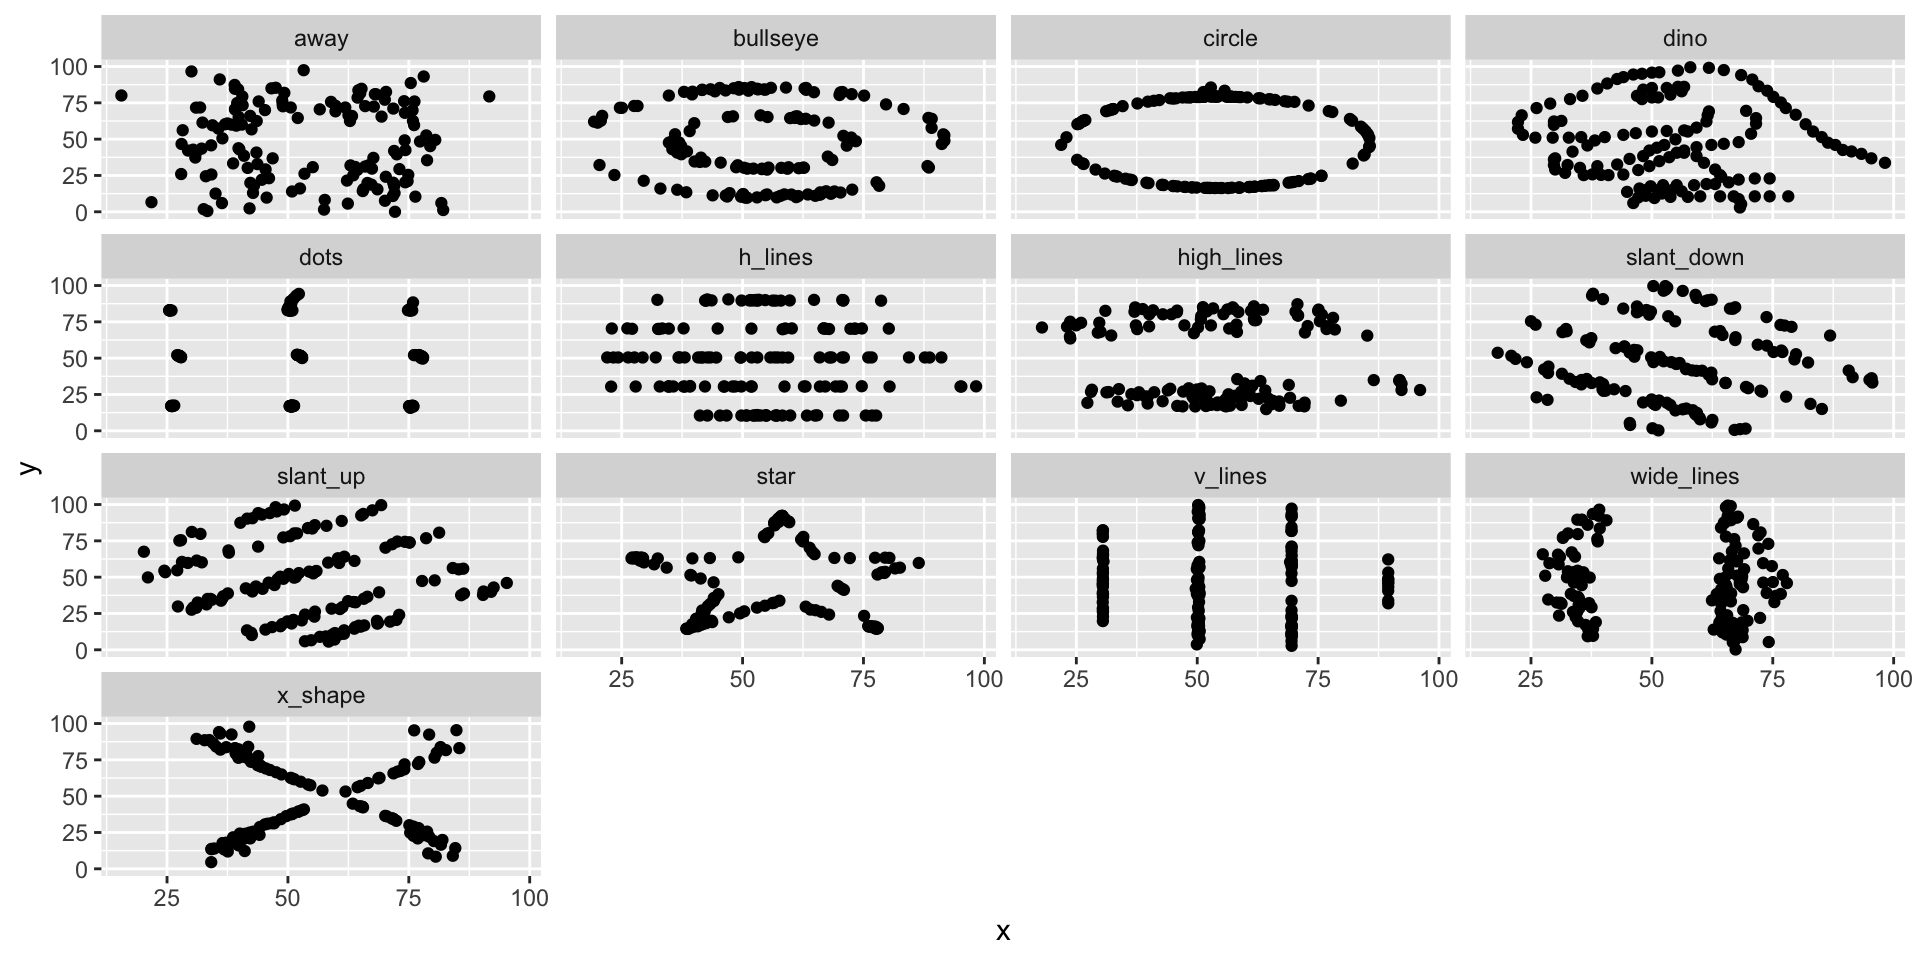 away bullseye circle dino
100
75
50
25
0
dots h_lines high_lines slant_down
100
75
50
25
0
slant_up star v_lines wide_lines
100
75
50
25
0
25 50 75 100 25 50 75 100 25 50 75 100
x_shape
100
75
50
25
0
25 50 75 100
x
y